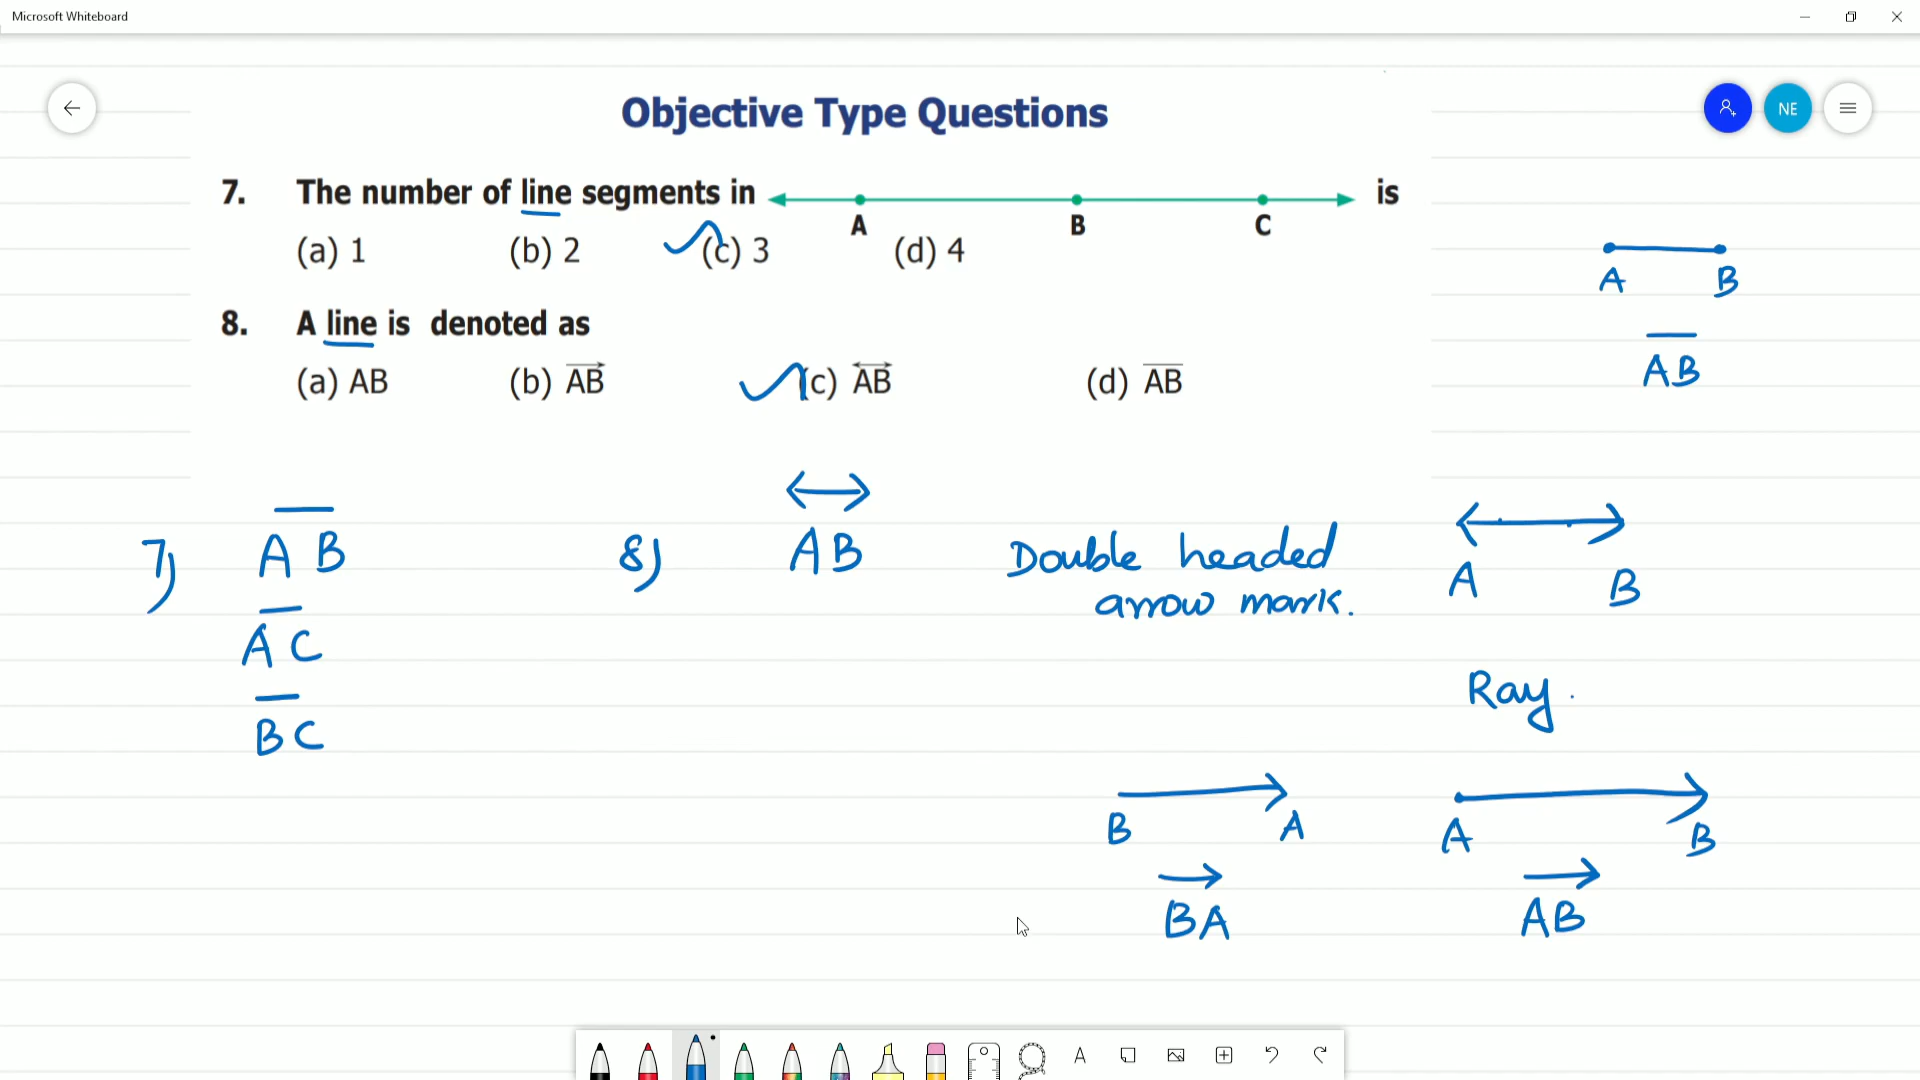 Microsoft Whiteboard
Objective Type Questions
NE
7. The number of line segments in A B C is
(a) 1 (b) 2 (c) 3 (d) 4
A B
AB
8. A line is denoted as
(a) AB (b) AB (c) AB (d) AB
7) AB
AC
BC
8) AB
Double headed
arrow mark.
A B
Ray.
B A
BA
A B
AB
A